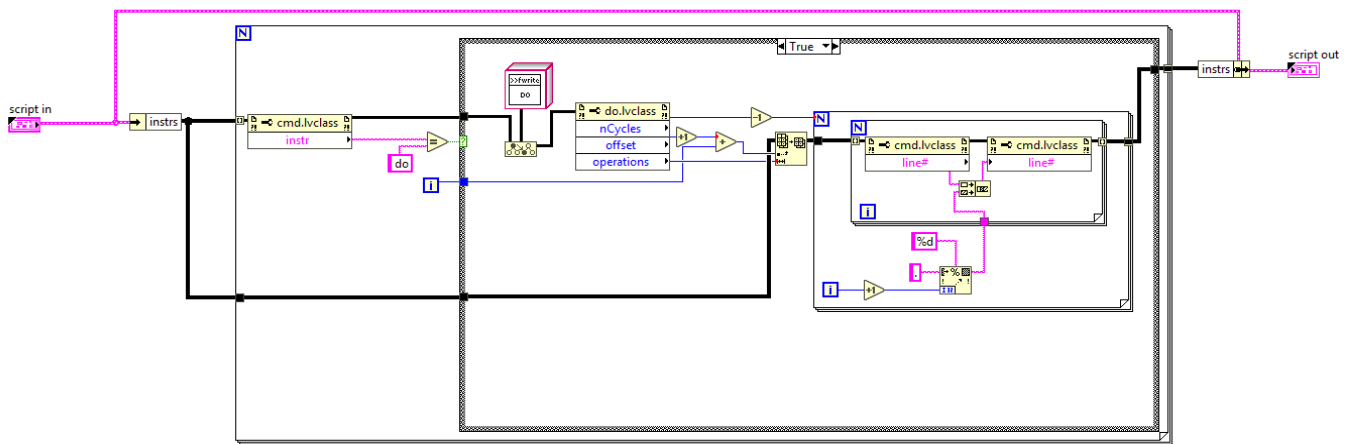 True
script in
script out
instrs
instrs
N
>>fwrite
DO
cmd.lvclass
instr
=
do
?
i
do.lvclass
nCycles
offset
operations
+1
+
-1
N
N
cmd.lvclass
line#
cmd.lvclass
line#
i
%d
.
i
+1